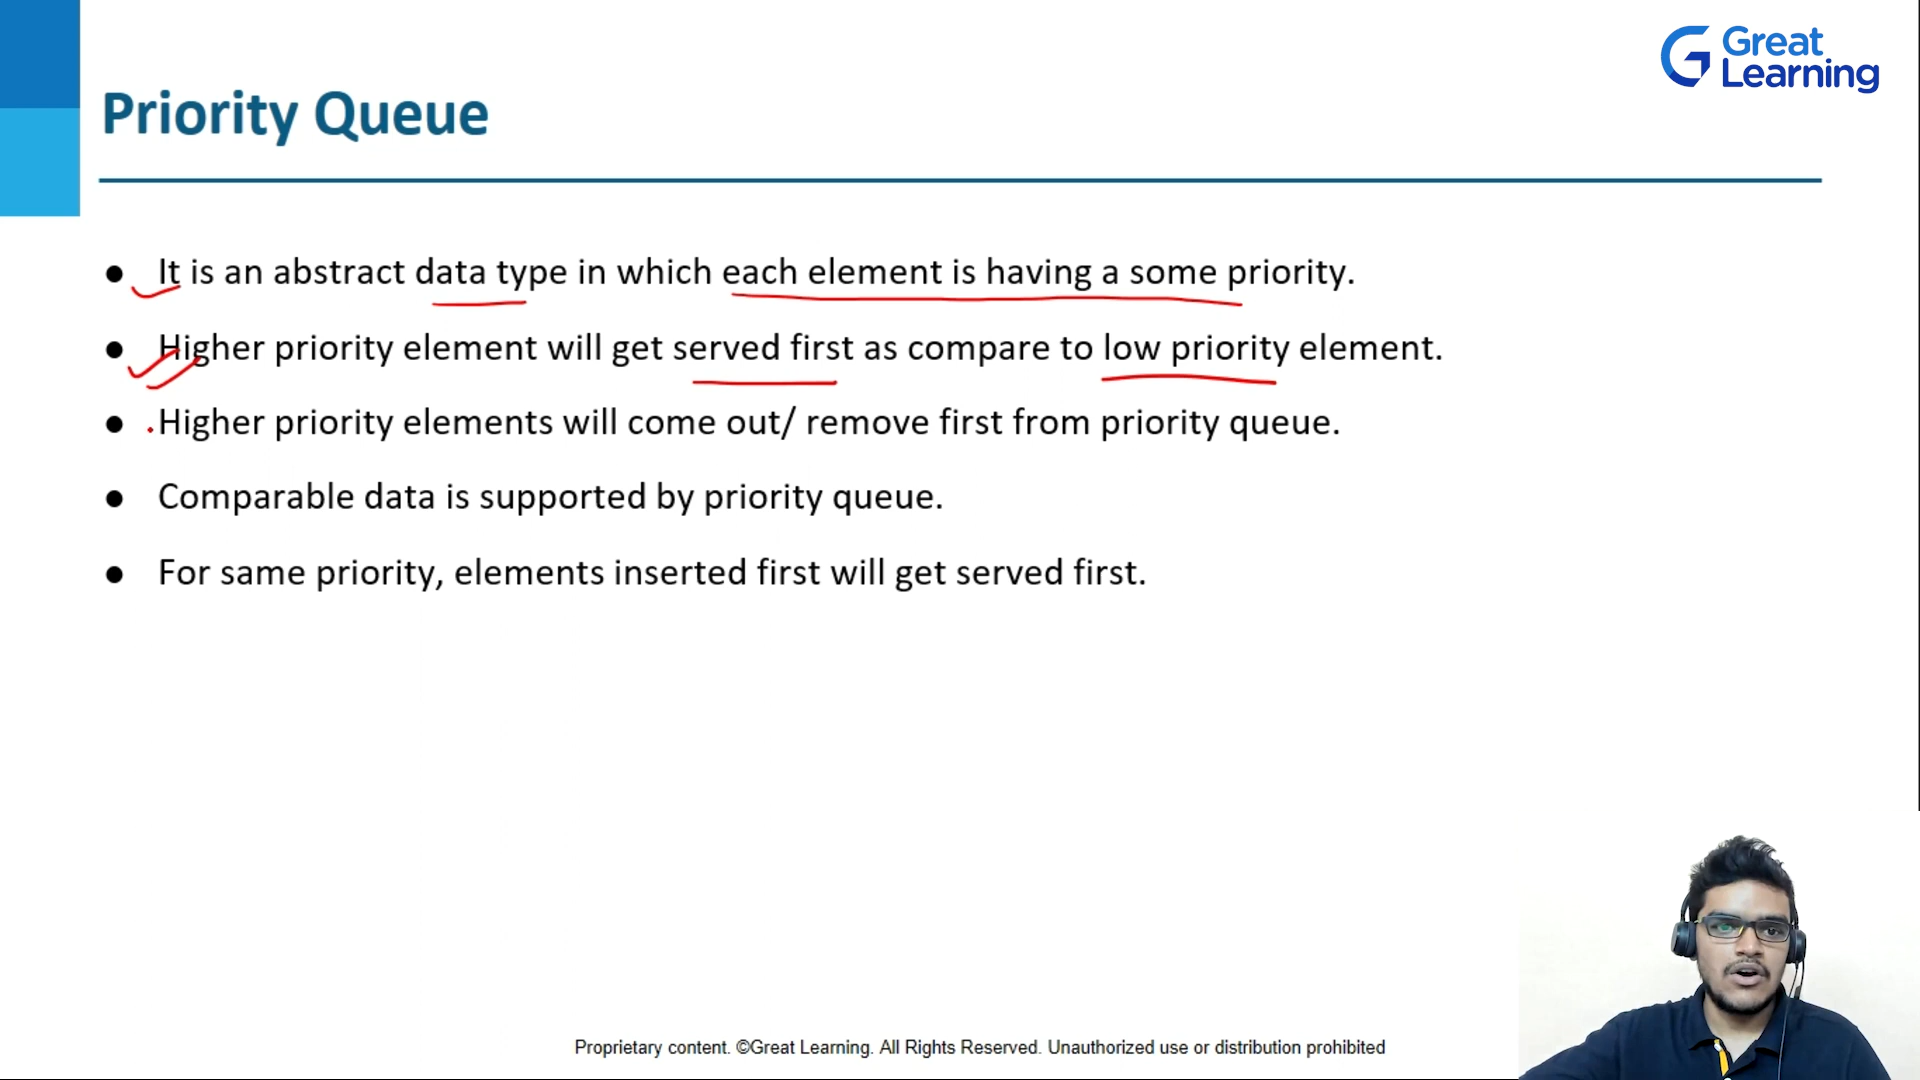 Great
Learning
Priority Queue
● It is an abstract data type in which each element is having a some priority.
● Higher priority element will get served first as compare to low priority element.
● Higher priority elements will come out/ remove first from priority queue.
● Comparable data is supported by priority queue.
● For same priority, elements inserted first will get served first.
Proprietary content. ©Great Learning. All Rights Reserved. Unauthorized use or distribution prohibited